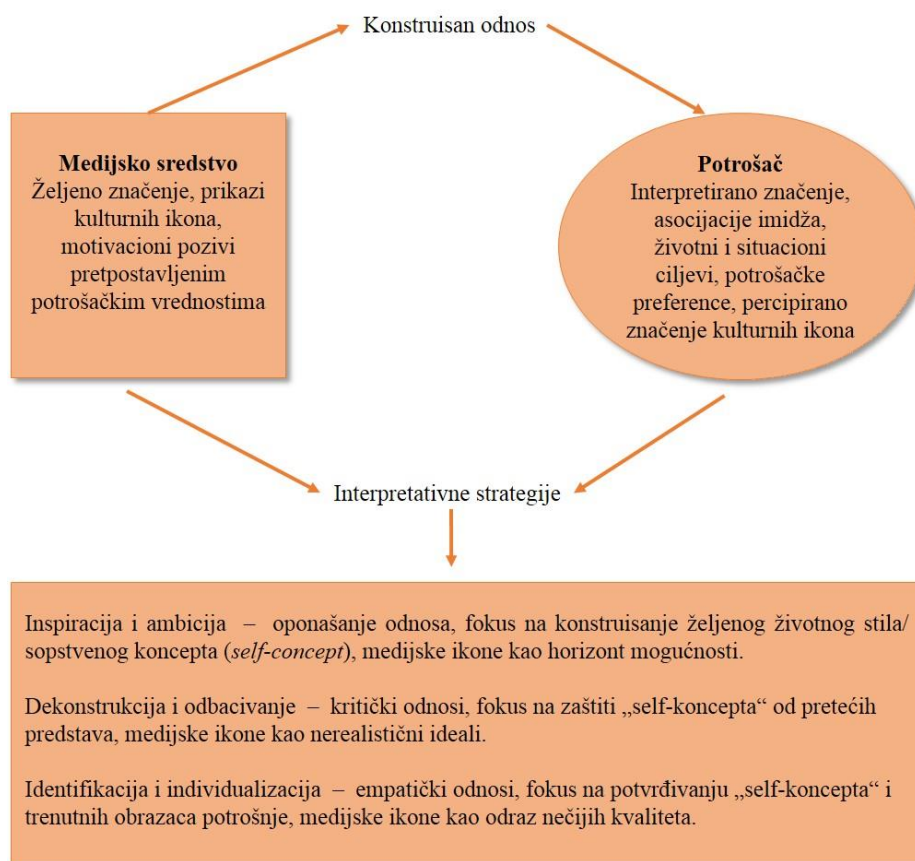 Konstruisan odnos
Medijsko sredstvo
Željeno značenje, prikazi
kulturnih ikona,
motivacioni pozivi
pretpostavljenim
potrošačkim vrednostima
Potrošač
Interpretirano značenje,
asocijacije imidža,
životni i situacioni
ciljevi, potrošačke
preference, percipirano
značenje kulturnih ikona
Interpretativne strategije
Inspiracija i ambicija – oponašanje odnosa, fokus na konstruisanje željenog životnog stila/
sopstvenog koncepta (self-concept), medijske ikone kao horizont mogućnosti.
Dekonstrukcija i odbacivanje – kritički odnosi, fokus na zaštiti „self-koncepta“ od pretećih
predstava, medijske ikone kao nerealistični ideali.
Identifikacija i individualizacija – empatički odnosi, fokus na potvrđivanju „self-koncepta“ i
trenutnih obrazaca potrošnje, medijske ikone kao odraz nečijih kvaliteta.